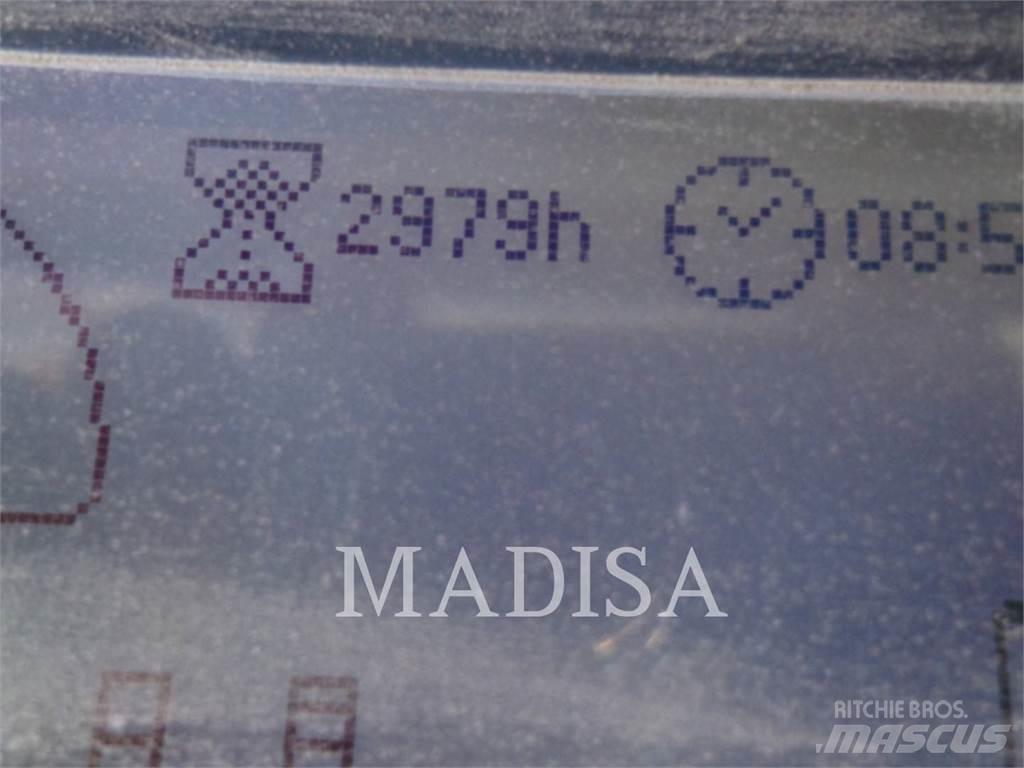 2979h 08:5
MADISA
RITCHIE BROS.
MASCUS